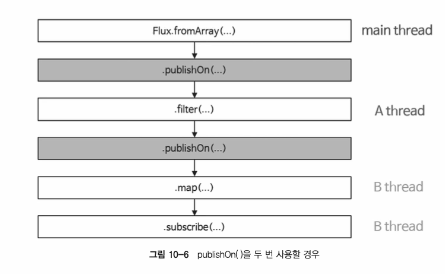 Flux.fromArray(...) main thread
.publishOn(...)
.filter(...) A thread
.publishOn(...)
.map(...) B thread
.subscribe(...) B thread
그림 10-6 publishOn( )을 두 번 사용할 경우